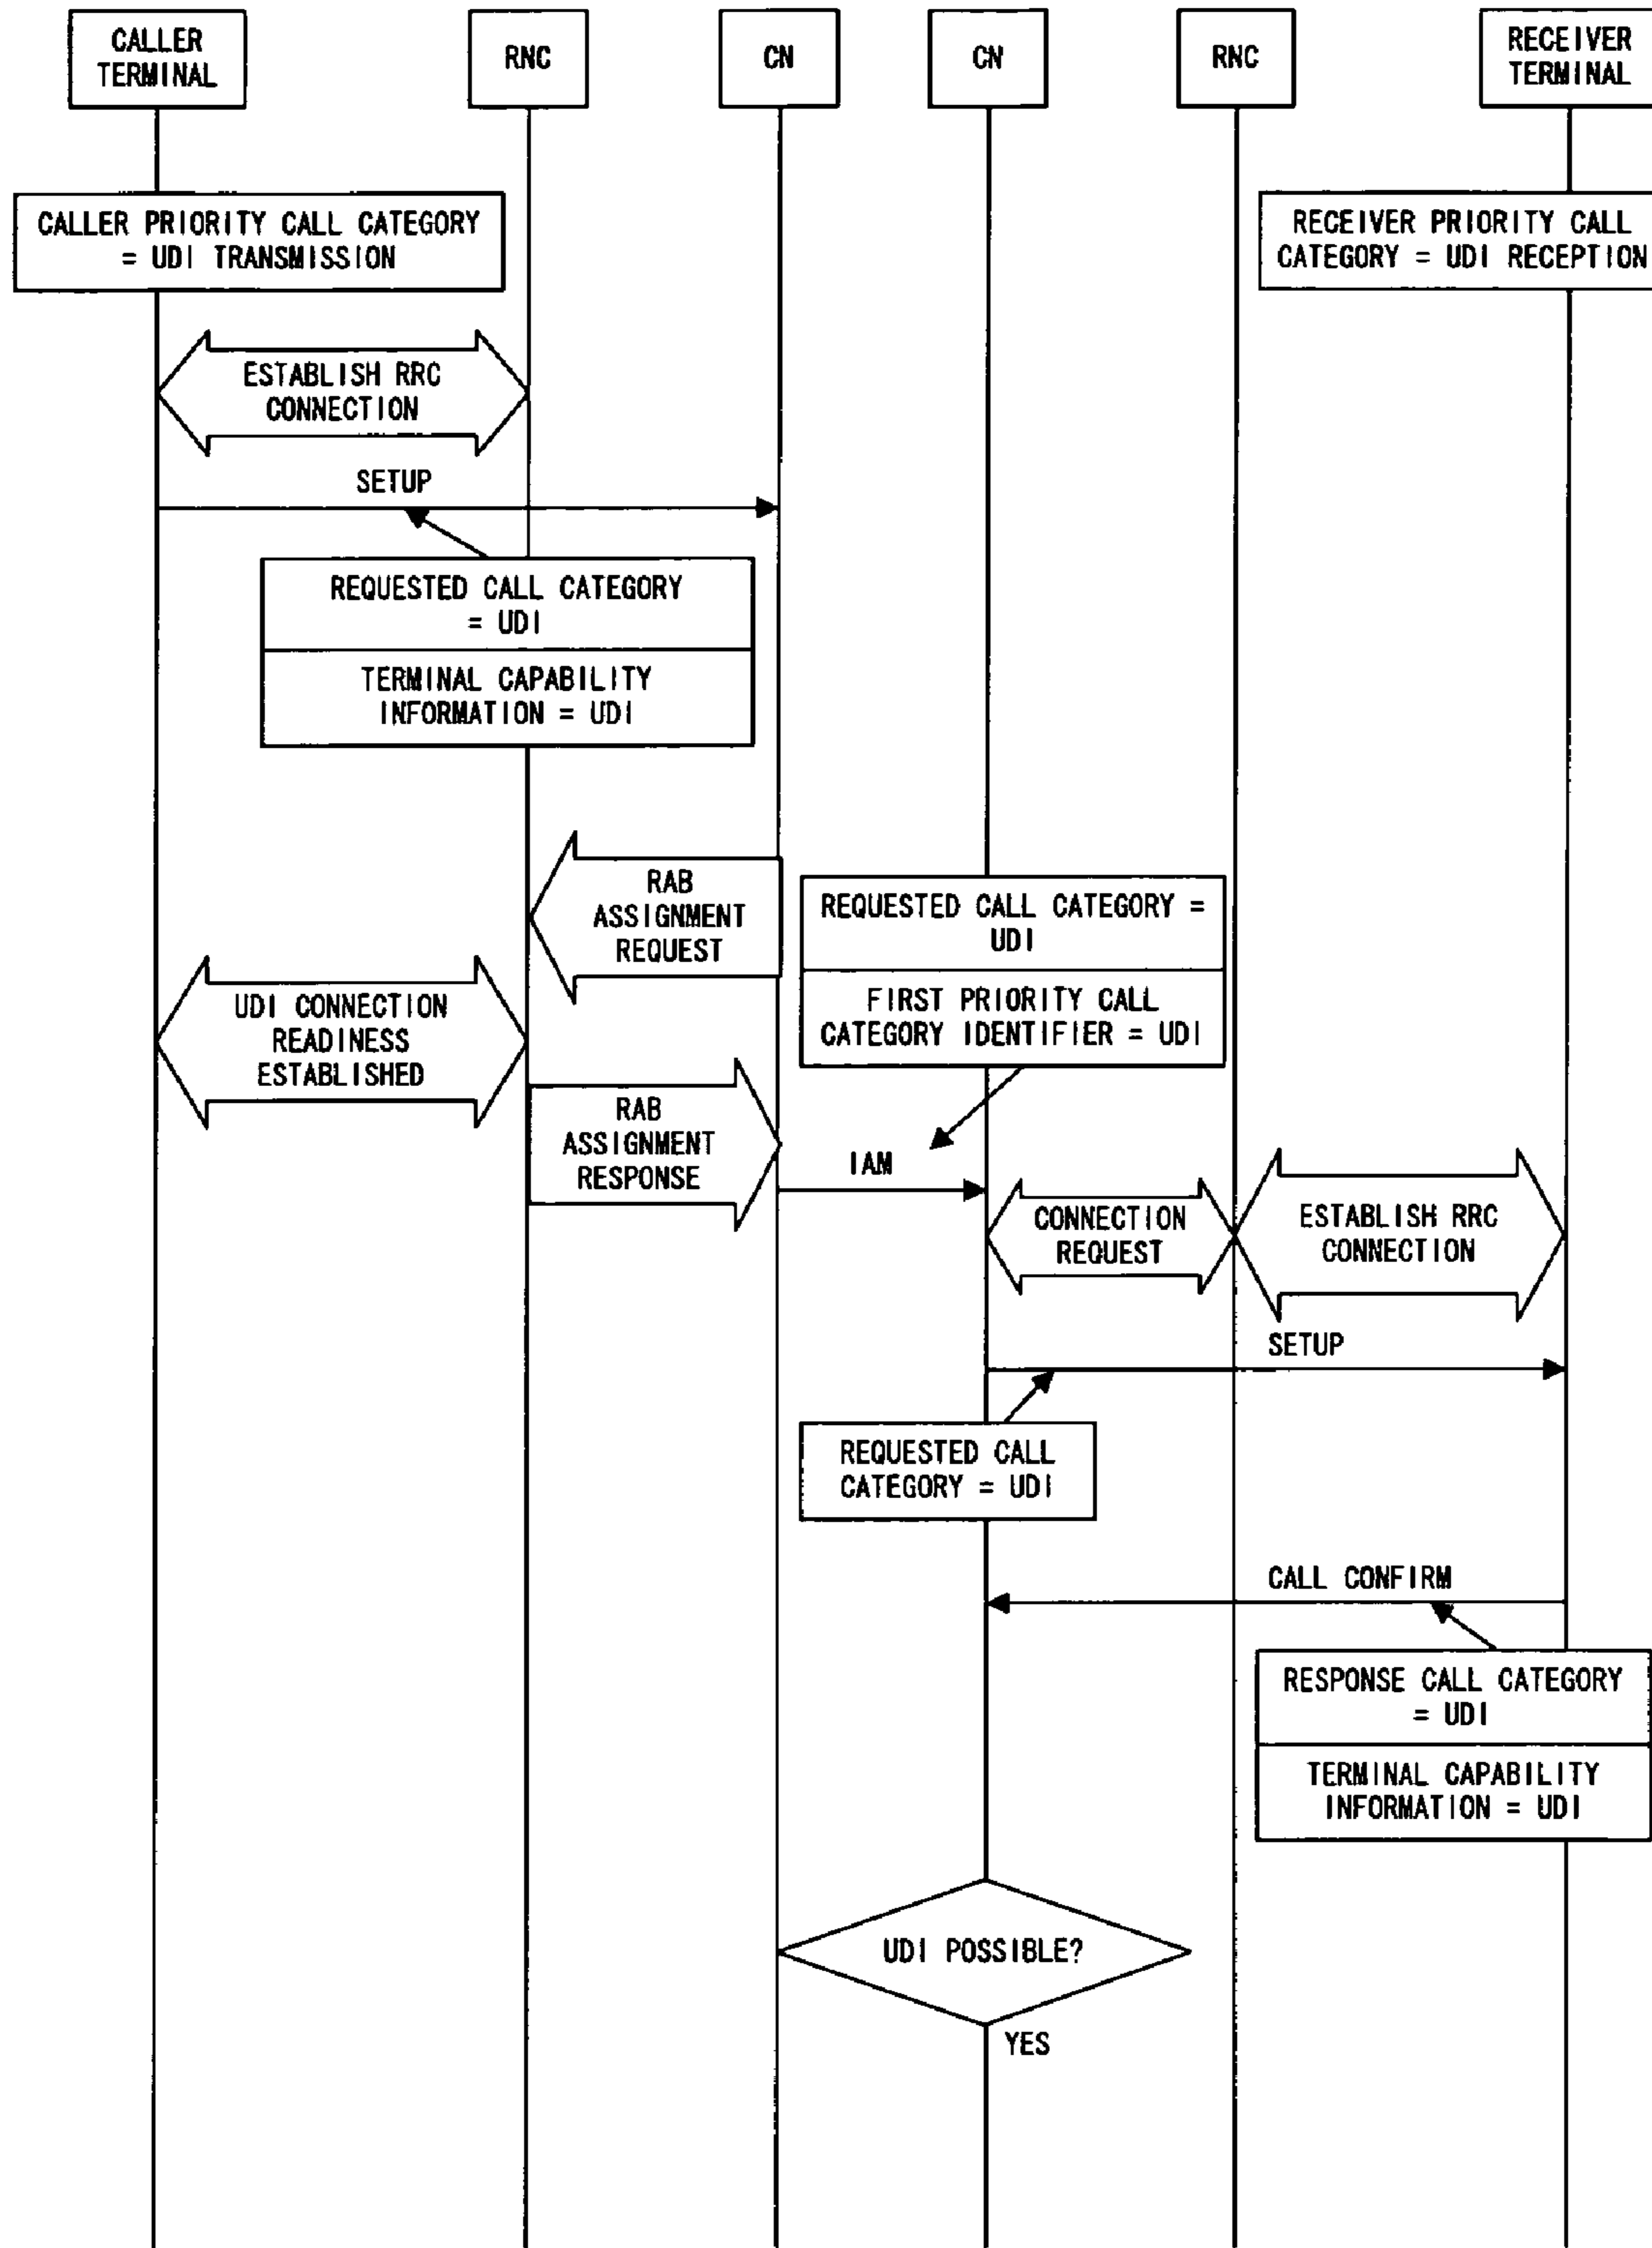 CALLER
TERMINAL
RNC
CN
CN
RNC
RECEIVER
TERMINAL
CALLER PRIORITY CALL CATEGORY
= UDI TRANSMISSION
RECEIVER PRIORITY CALL
CATEGORY = UDI RECEPTION
ESTABLISH RRC
CONNECTION
SETUP
REQUESTED CALL CATEGORY
= UDI
TERMINAL CAPABILITY
INFORMATION = UDI
RAB
ASSIGNMENT
REQUEST
REQUESTED CALL CATEGORY =
UDI
FIRST PRIORITY CALL
CATEGORY IDENTIFIER = UDI
UDI CONNECTION
READINESS
ESTABLISHED
RAB
ASSIGNMENT
RESPONSE
IAM
CONNECTION
REQUEST
ESTABLISH RRC
CONNECTION
SETUP
REQUESTED CALL
CATEGORY = UDI
CALL CONFIRM
RESPONSE CALL CATEGORY
= UDI
TERMINAL CAPABILITY
INFORMATION = UDI
UDI POSSIBLE?
YES